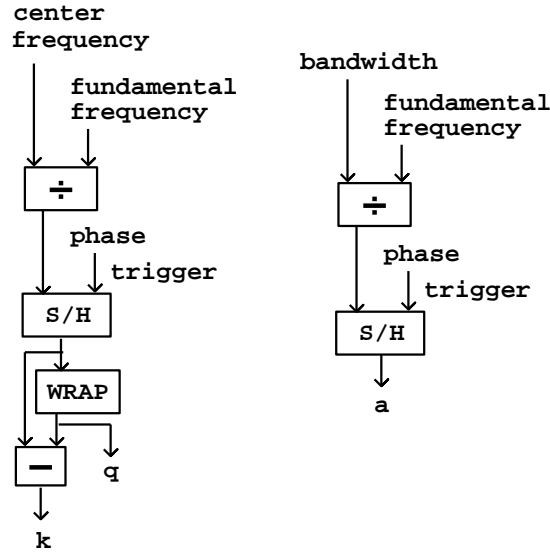 center
frequency
fundamental
frequency
÷
phase
trigger
S/H
WRAP
q
−
k
bandwidth
fundamental
frequency
÷
phase
trigger
S/H
a